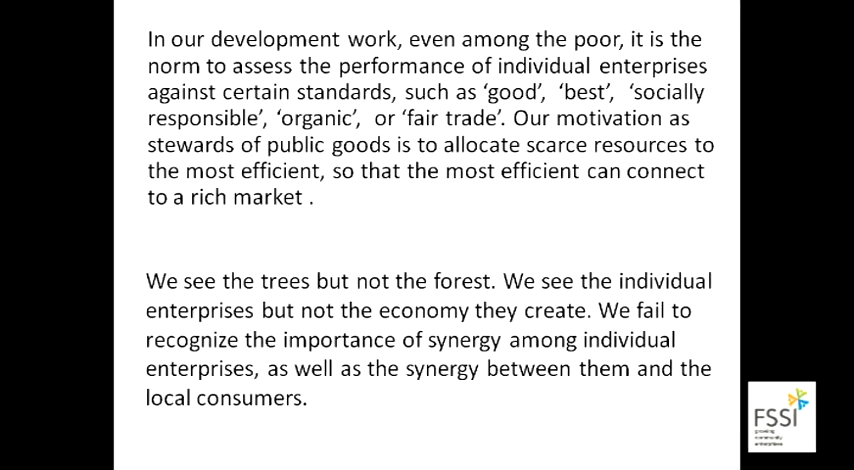 In our development work, even among the poor, it is the
norm to assess the performance of individual enterprises
against certain standards, such as ‘good’, ‘best’, ‘socially
responsible’, ‘organic’, or ‘fair trade’. Our motivation as
stewards of public goods is to allocate scarce resources to
the most efficient, so that the most efficient can connect
to a rich market .
We see the trees but not the forest. We see the individual
enterprises but not the economy they create. We fail to
recognize the importance of synergy among individual
enterprises, as well as the synergy between them and the
local consumers.
FSSI
growing
community
enterprises